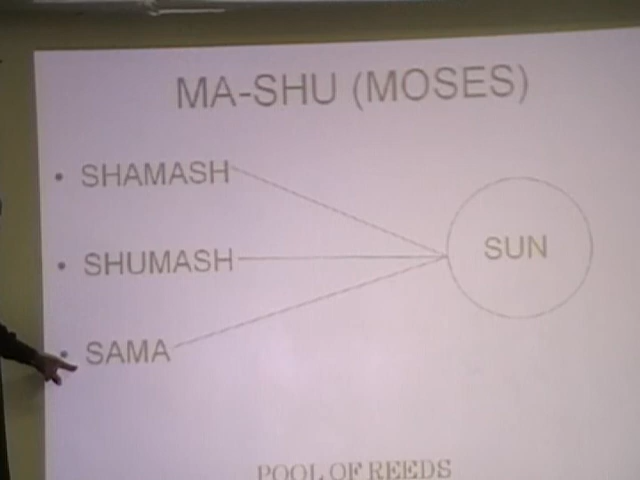 MA-SHU (MOSES)
• SHAMASH
• SHUMASH
• SAMA
SUN
POOL OF REEDS